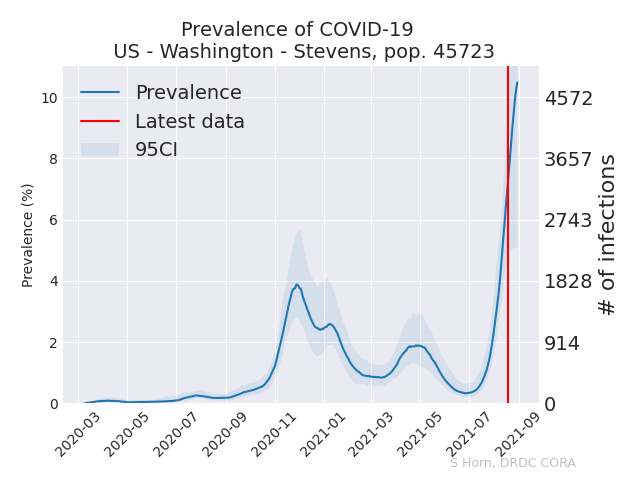 Prevalence of COVID-19
US - Washington - Stevens, pop. 45723
Prevalence
Latest data
95CI
Prevalence (%)
10
8
6
4
2
0
4572
3657
2743
1828
914
0
# of infections
2020-03
2020-05
2020-07
2020-09
2020-11
2021-01
2021-03
2021-05
2021-07
2021-09
S Horn, DRDC CORA